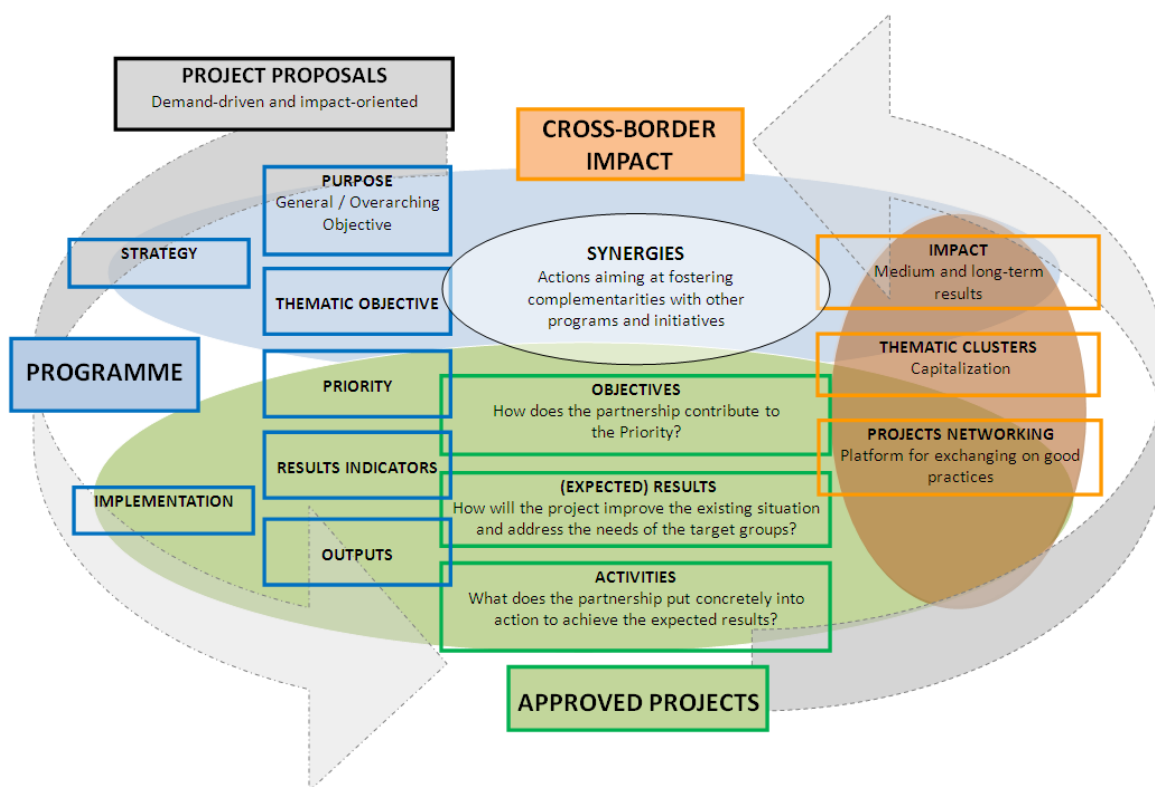 PROJECT PROPOSALS
Demand-driven and impact-oriented
CROSS-BORDER
IMPACT
PURPOSE
General / Overarching
Objective
STRATEGY
THEMATIC OBJECTIVE
SYNERGIES
Actions aiming at fostering
complementarities with other
programs and initiatives
IMPACT
Medium and long-term
results
PROGRAMME
PRIORITY
OBJECTIVES
How does the partnership contribute to
the Priority?
THEMATIC CLUSTERS
Capitalization
RESULTS INDICATORS
PROJECTS NETWORKING
Platform for exchanging on good
practices
IMPLEMENTATION
(EXPECTED) RESULTS
How will the project improve the existing situation
and address the needs of the target groups?
OUTPUTS
ACTIVITIES
What does the partnership put concretely into
action to achieve the expected results?
APPROVED PROJECTS